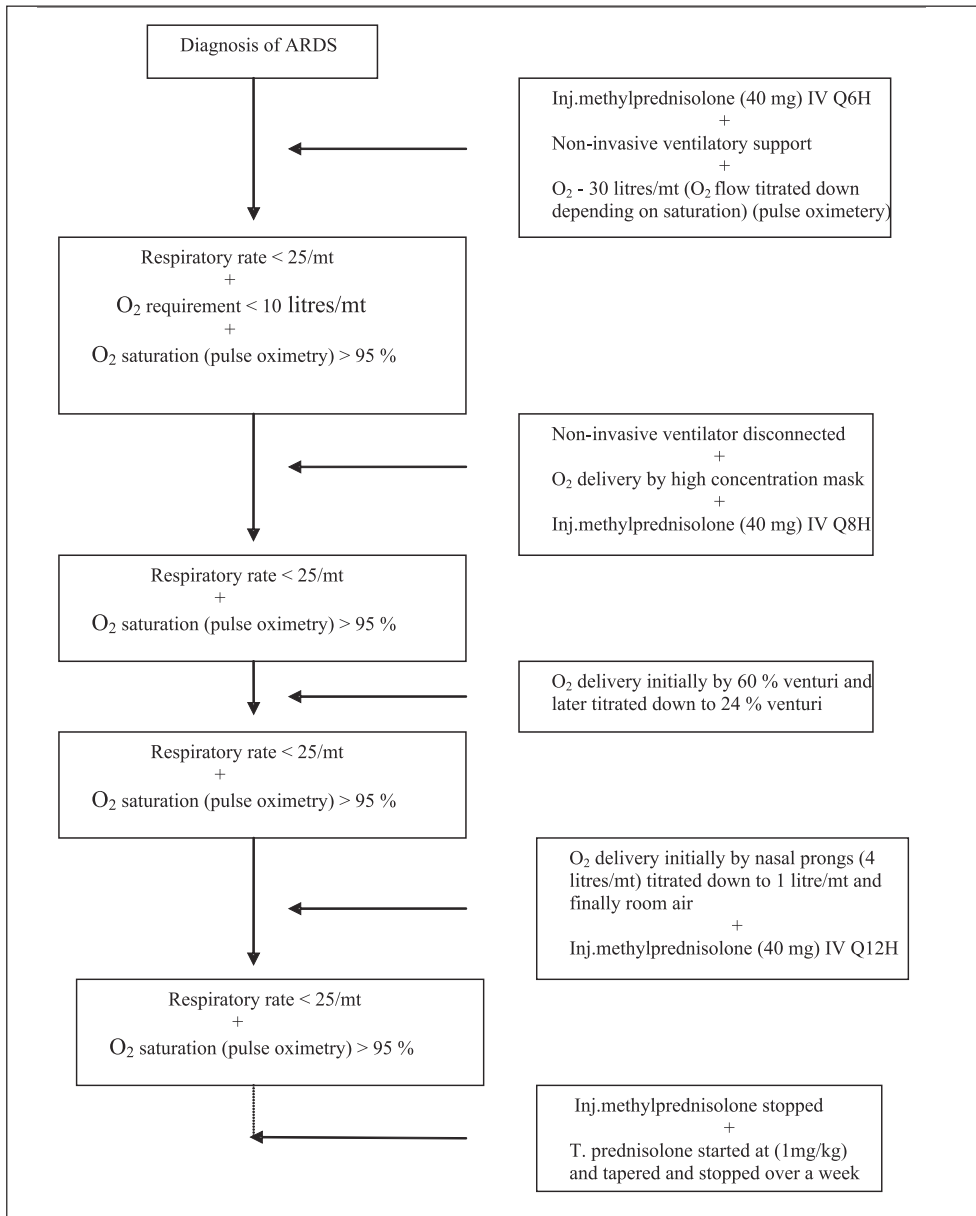 Diagnosis of ARDS
Inj.methylprednisolone (40 mg) IV Q6H
+
Non-invasive ventilatory support
+
O₂ - 30 litres/mt (O₂ flow titrated down
depending on saturation) (pulse oximetery)
Respiratory rate < 25/mt
+
O₂ requirement < 10 litres/mt
+
O₂ saturation (pulse oximetry) > 95 %
Non-invasive ventilator disconnected
+
O₂ delivery by high concentration mask
+
Inj.methylprednisolone (40 mg) IV Q8H
Respiratory rate < 25/mt
+
O₂ saturation (pulse oximetry) > 95 %
O₂ delivery initially by 60 % venturi and
later titrated down to 24 % venturi
Respiratory rate < 25/mt
+
O₂ saturation (pulse oximetry) > 95 %
O₂ delivery initially by nasal prongs (4
litres/mt) titrated down to 1 litre/mt and
finally room air
+
Inj.methylprednisolone (40 mg) IV Q12H
Respiratory rate < 25/mt
+
O₂ saturation (pulse oximetry) > 95 %
Inj.methylprednisolone stopped
+
T. prednisolone started at (1mg/kg)
and tapered and stopped over a week